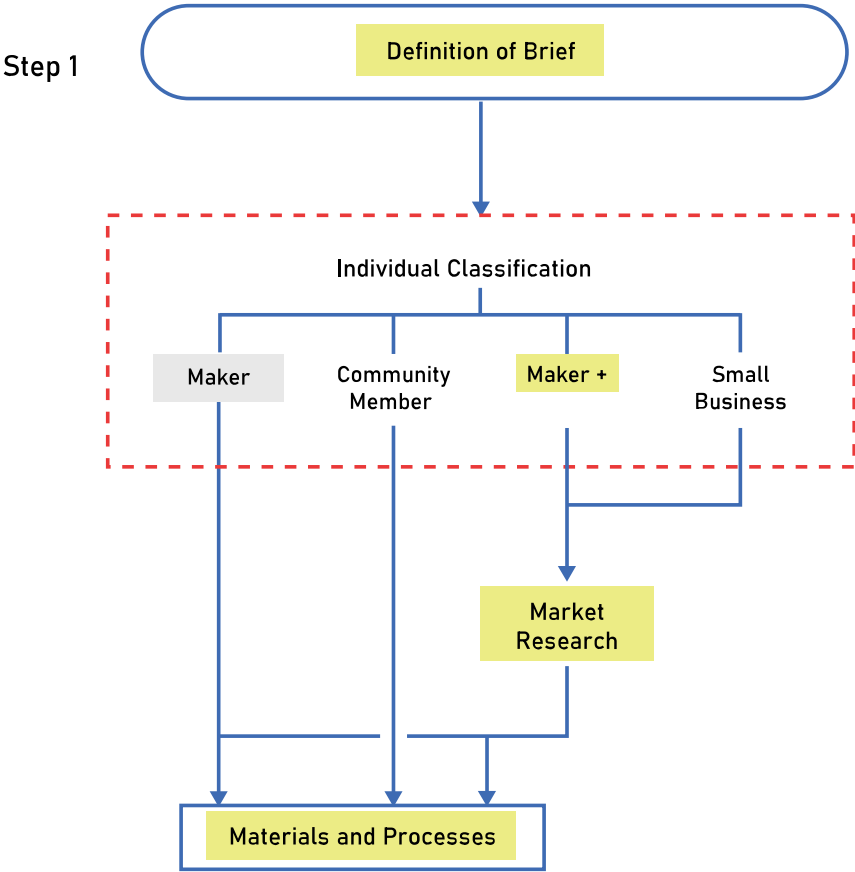 Step 1
Definition of Brief
Individual Classification
Maker
Community
Member
Maker +
Small
Business
Market
Research
Materials and Processes